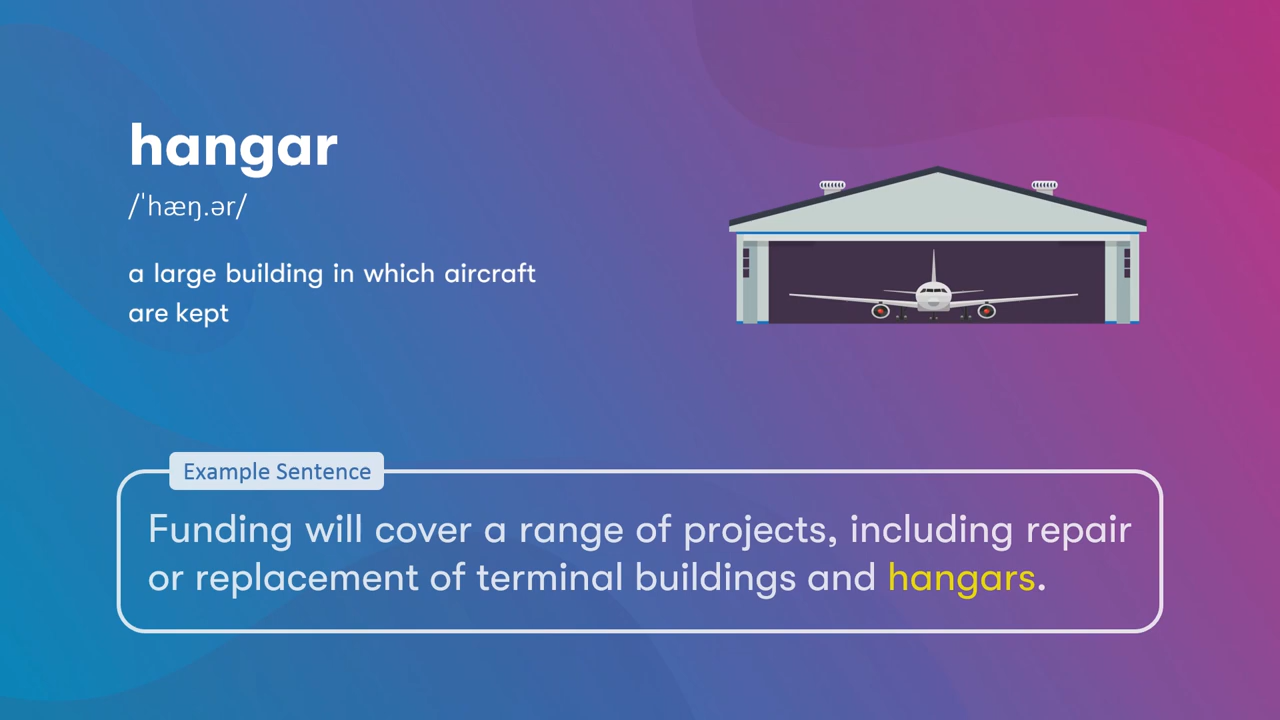 hangar
/ˈhæŋ.ər/
a large building in which aircraft
are kept
Example Sentence
Funding will cover a range of projects, including repair
or replacement of terminal buildings and hangars.